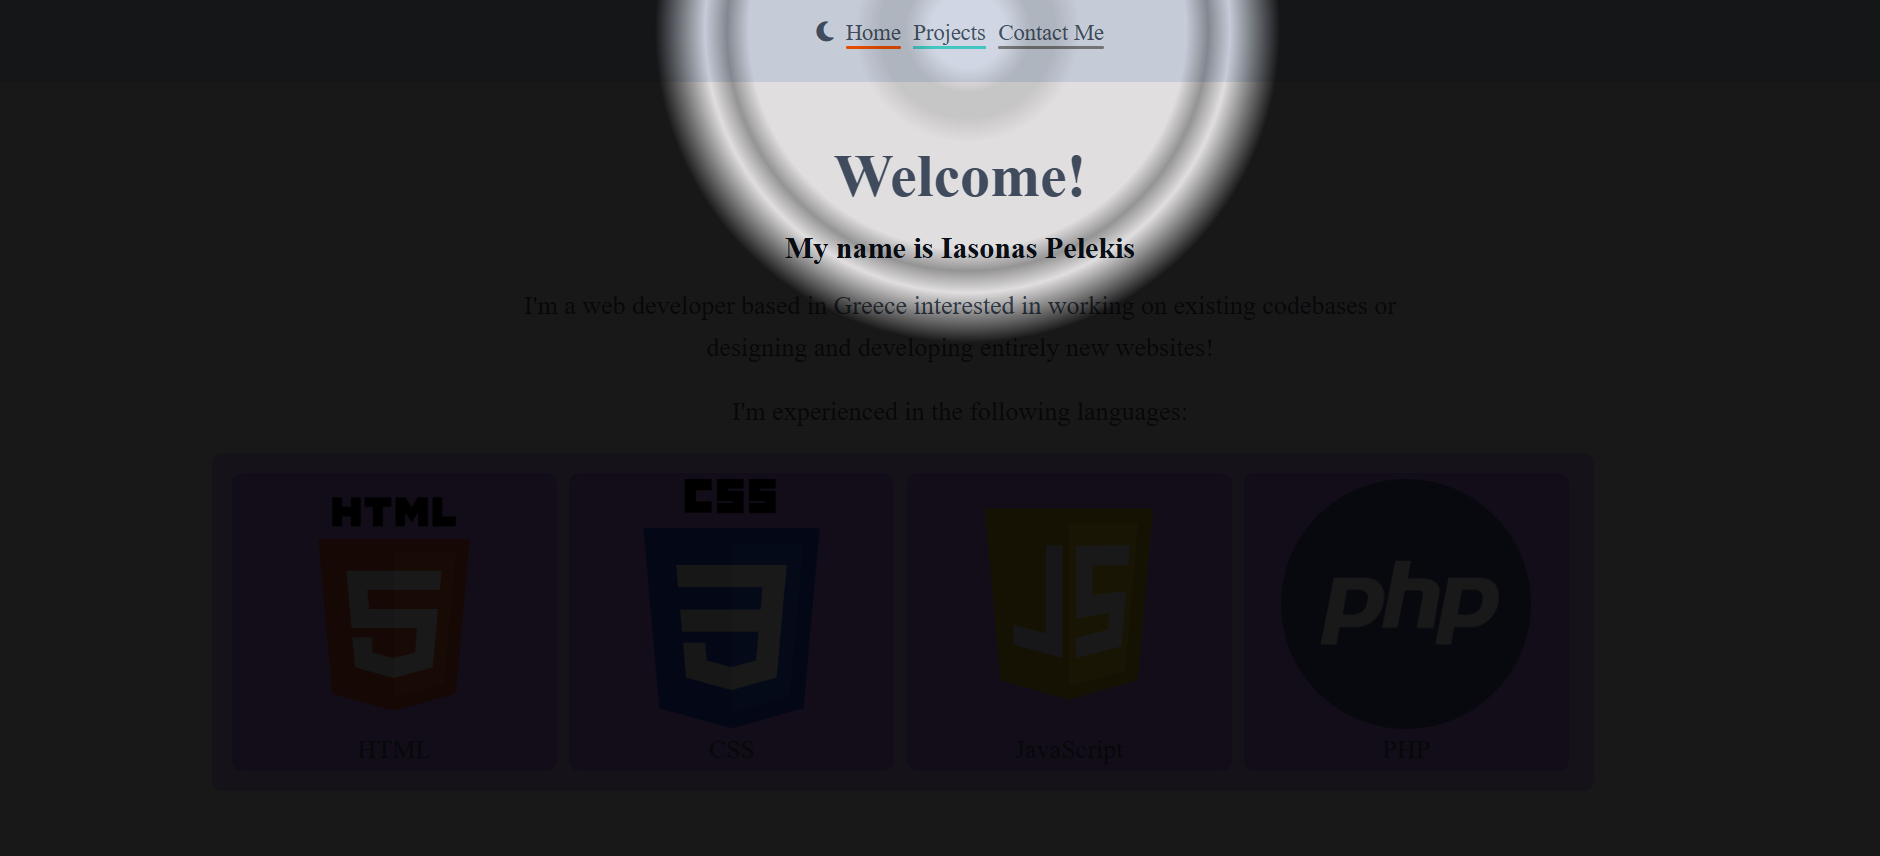 Home Projects Contact Me
Welcome!
My name is Iasonas Pelekis
I'm a web developer based in Greece interested in working on existing codebases or
designing and developing entirely new websites!
I'm experienced in the following languages:
HTML CSS JS php
HTML CSS JavaScript PHP